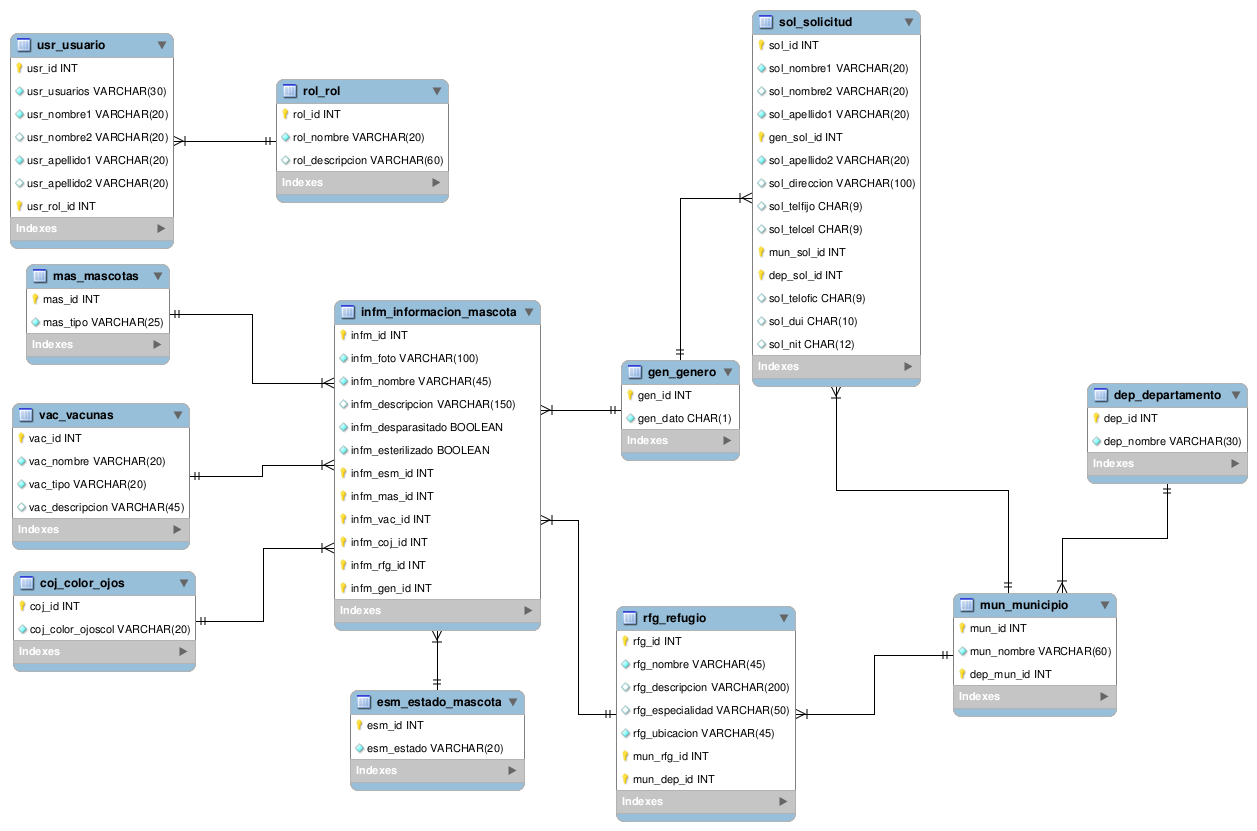 usr_usuario
usr_id INT
usr_usuarios VARCHAR(30)
usr_nombre1 VARCHAR(20)
usr_nombre2 VARCHAR(20)
usr_apellido1 VARCHAR(20)
usr_apellido2 VARCHAR(20)
usr_rol_id INT
Indexes
rol_rol
rol_id INT
rol_nombre VARCHAR(20)
rol_descripcion VARCHAR(60)
Indexes
sol_solicitud
sol_id INT
sol_nombre1 VARCHAR(20)
sol_nombre2 VARCHAR(20)
sol_apellido1 VARCHAR(20)
gen_sol_id INT
sol_apellido2 VARCHAR(20)
sol_direccion VARCHAR(100)
sol_telfijo CHAR(9)
sol_telcel CHAR(9)
mun_sol_id INT
dep_sol_id INT
sol_telofic CHAR(9)
sol_dui CHAR(10)
sol_nit CHAR(12)
Indexes
mas_mascotas
mas_id INT
mas_tipo VARCHAR(25)
Indexes
infm_informacion_mascota
infm_id INT
infm_foto VARCHAR(100)
infm_nombre VARCHAR(45)
infm_descripcion VARCHAR(150)
infm_desparasitado BOOLEAN
infm_esterilizado BOOLEAN
infm_esm_id INT
infm_mas_id INT
infm_vac_id INT
infm_coj_id INT
infm_rfg_id INT
infm_gen_id INT
Indexes
gen_genero
gen_id INT
gen_dato CHAR(1)
Indexes
dep_departamento
dep_id INT
dep_nombre VARCHAR(30)
Indexes
vac_vacunas
vac_id INT
vac_nombre VARCHAR(20)
vac_tipo VARCHAR(20)
vac_descripcion VARCHAR(45)
Indexes
coj_color_ojos
coj_id INT
coj_color_ojoscol VARCHAR(20)
Indexes
esm_estado_mascota
esm_id INT
esm_estado VARCHAR(20)
Indexes
rfg_refugio
rfg_id INT
rfg_nombre VARCHAR(45)
rfg_descripcion VARCHAR(200)
rfg_especialidad VARCHAR(50)
rfg_ubicacion VARCHAR(45)
mun_rfg_id INT
mun_dep_id INT
Indexes
mun_municipio
mun_id INT
mun_nombre VARCHAR(60)
dep_mun_id INT
Indexes